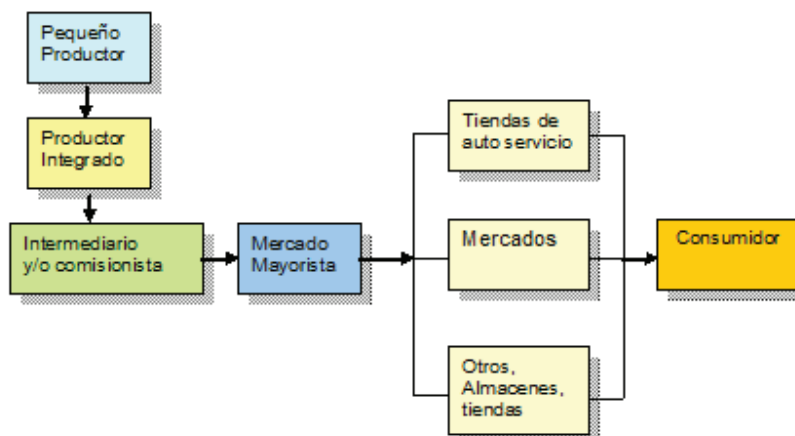 Pequeño
Productor
Productor
Integrado
Intermediario
y/o comisionista
Mercado
Mayorista
Tiendas de
auto servicio
Mercados
Otros,
Almacenes,
tiendas
Consumidor